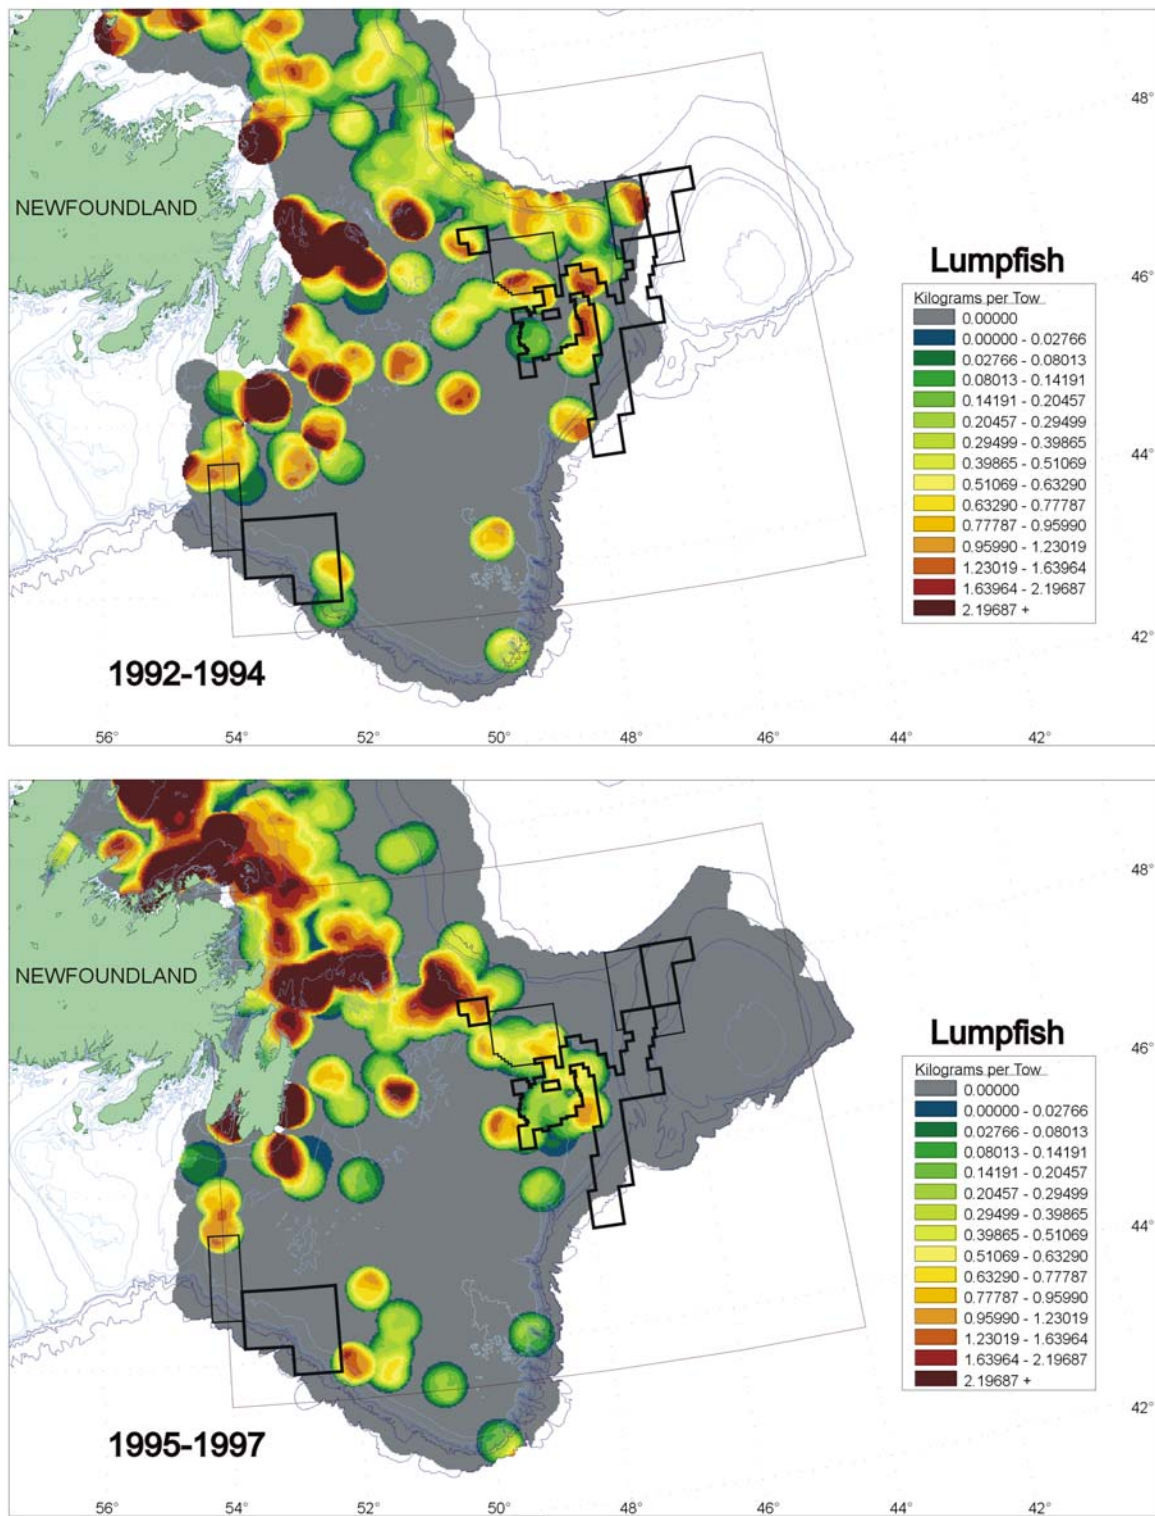 48°
NEWFOUNDLAND
46°
Lumpfish
Kilograms per Tow
0.00000
0.00000 - 0.02766
0.02766 - 0.08013
0.08013 - 0.14191
0.14191 - 0.20457
0.20457 - 0.29499
0.29499 - 0.39865
0.39865 - 0.51069
0.51069 - 0.63290
0.63290 - 0.77787
0.77787 - 0.95990
0.95990 - 1.23019
1.23019 - 1.63964
1.63964 - 2.19687
2.19687 +
44°
42°
1992-1994
56° 54° 52° 50° 48° 46° 44° 42°
48°
NEWFOUNDLAND
46°
Lumpfish
Kilograms per Tow
0.00000
0.00000 - 0.02766
0.02766 - 0.08013
0.08013 - 0.14191
0.14191 - 0.20457
0.20457 - 0.29499
0.29499 - 0.39865
0.39865 - 0.51069
0.51069 - 0.63290
0.63290 - 0.77787
0.77787 - 0.95990
0.95990 - 1.23019
1.23019 - 1.63964
1.63964 - 2.19687
2.19687 +
44°
42°
1995-1997
56° 54° 52° 50° 48° 46° 44° 42°